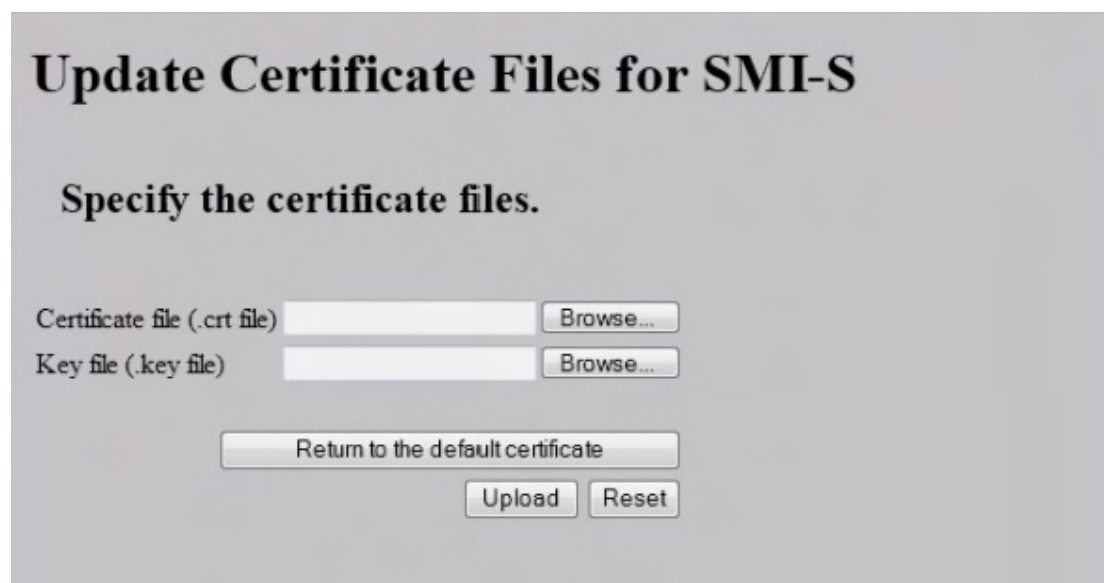 Update Certificate Files for SMI-S
Specify the certificate files.
Certificate file (.crt file) Browse...
Key file (.key file) Browse...
Return to the default certificate
Upload Reset